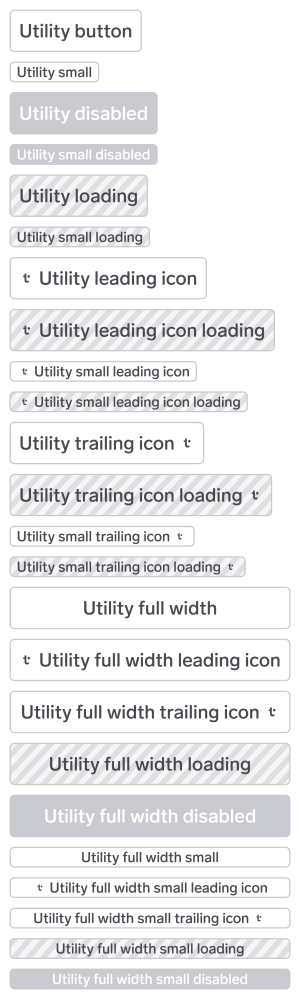 Utility button
Utility small
Utility disabled
Utility small disabled
Utility loading
Utility small loading
Utility leading icon
Utility leading icon loading
Utility small leading icon
Utility small leading icon loading
Utility trailing icon
Utility trailing icon loading
Utility small trailing icon
Utility small trailing icon loading
Utility full width
Utility full width leading icon
Utility full width trailing icon
Utility full width loading
Utility full width disabled
Utility full width small
Utility full width small leading icon
Utility full width small trailing icon
Utility full width small loading
Utility full width small disabled